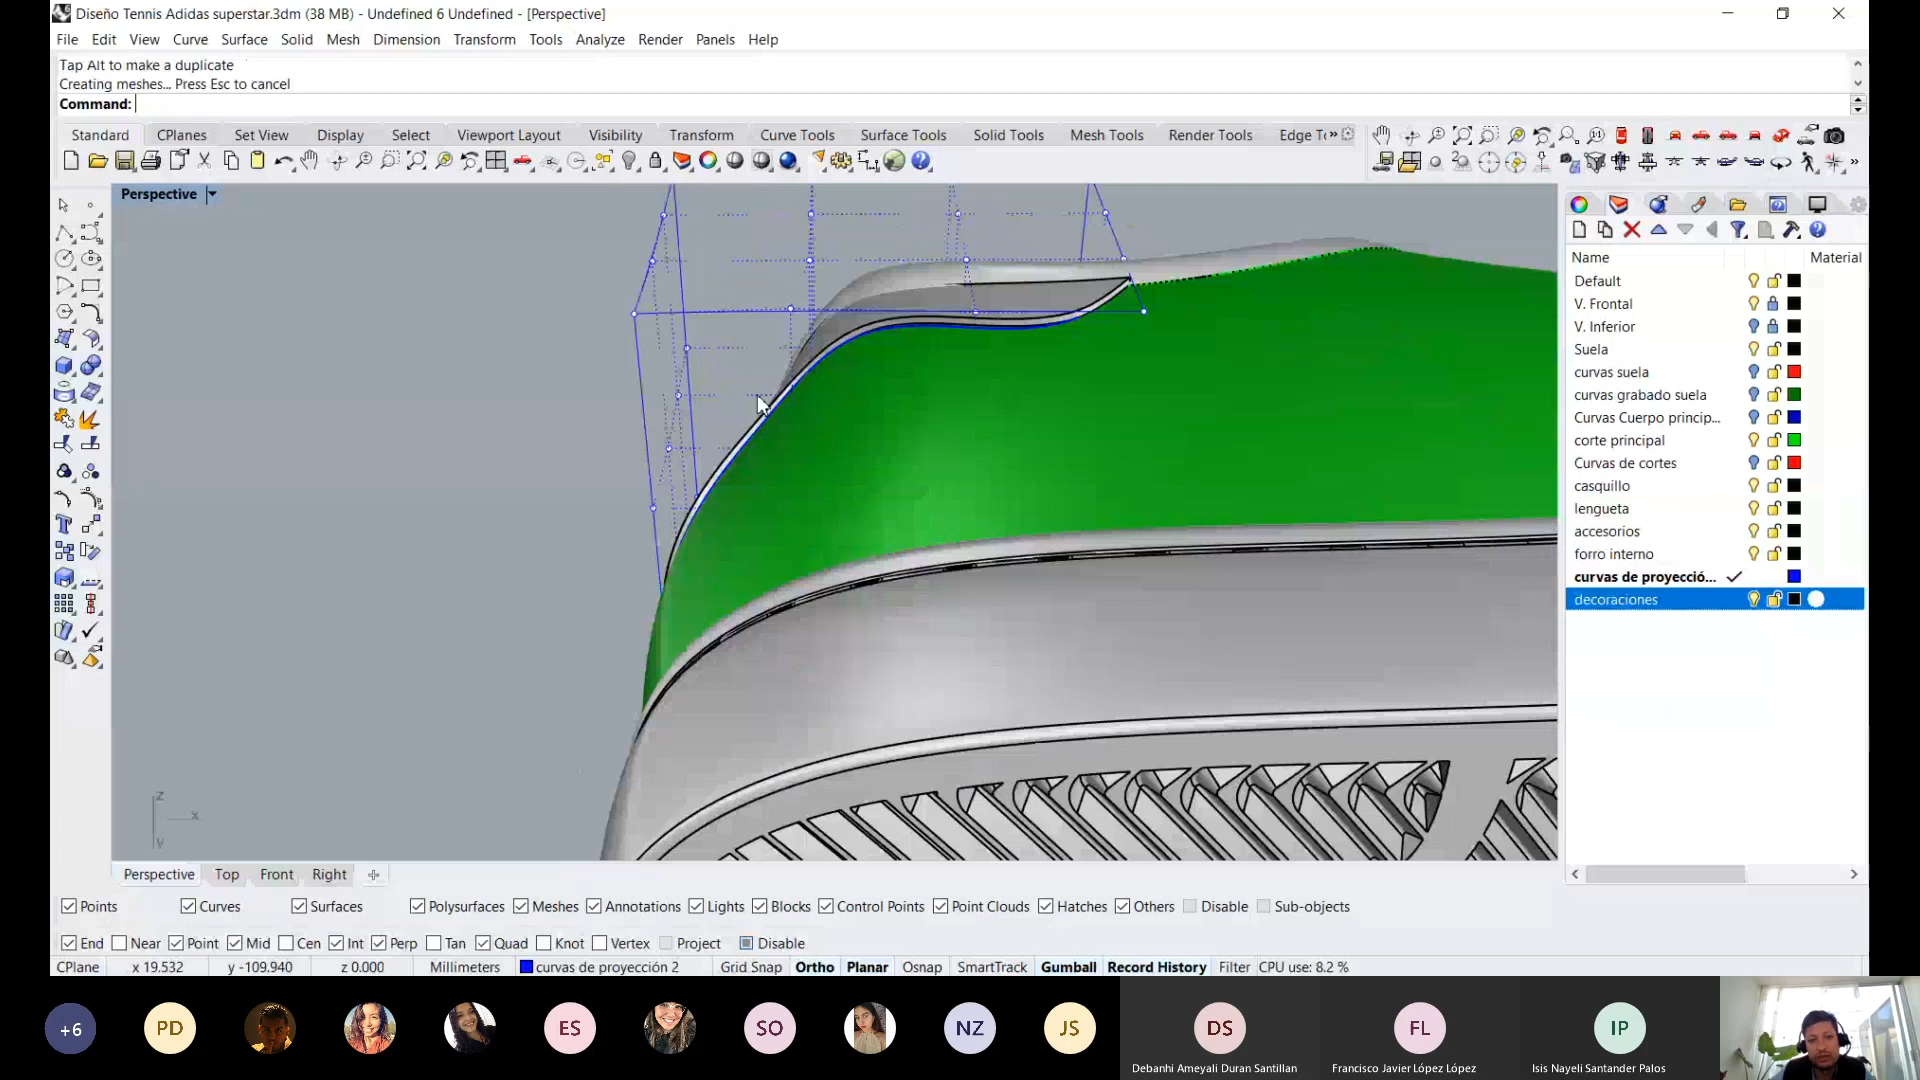 Diseño Tennis Adidas superstar.3dm (38 MB) - Undefined 6 Undefined - [Perspective]
File Edit View Curve Surface Solid Mesh Dimension Transform Tools Analyze Render Panels Help
Tap Alt to make a duplicate
Creating meshes... Press Esc to cancel
Command:
Standard CPlanes Set View Display Select Viewport Layout Visibility Transform Curve Tools Surface Tools Solid Tools Mesh Tools Render Tools Edge To »
Perspective
Name Material
Default
V. Frontal
V. Inferior
Suela
curvas suela
curvas grabado suela
Curvas Cuerpo princip...
corte principal
Curvas de cortes
casquillo
lengueta
accesorios
forro interno
curvas de proyecció...
decoraciones
z
x
y
Perspective Top Front Right
Points Curves Surfaces Polysurfaces Meshes Annotations Lights Blocks Control Points Point Clouds Hatches Others Disable Sub-objects
End Near Point Mid Cen Int Perp Tan Quad Knot Vertex Project Disable
CPlane x 19.532 y -109.940 z 0.000 Millimeters curvas de proyección 2 Grid Snap Ortho Planar Osnap SmartTrack Gumball Record History Filter CPU use: 8.2 %
+6 PD ES SO NZ JS DS FL IP
Debanhi Ameyali Duran Santillan Francisco Javier López López Isis Nayeli Santander Palos